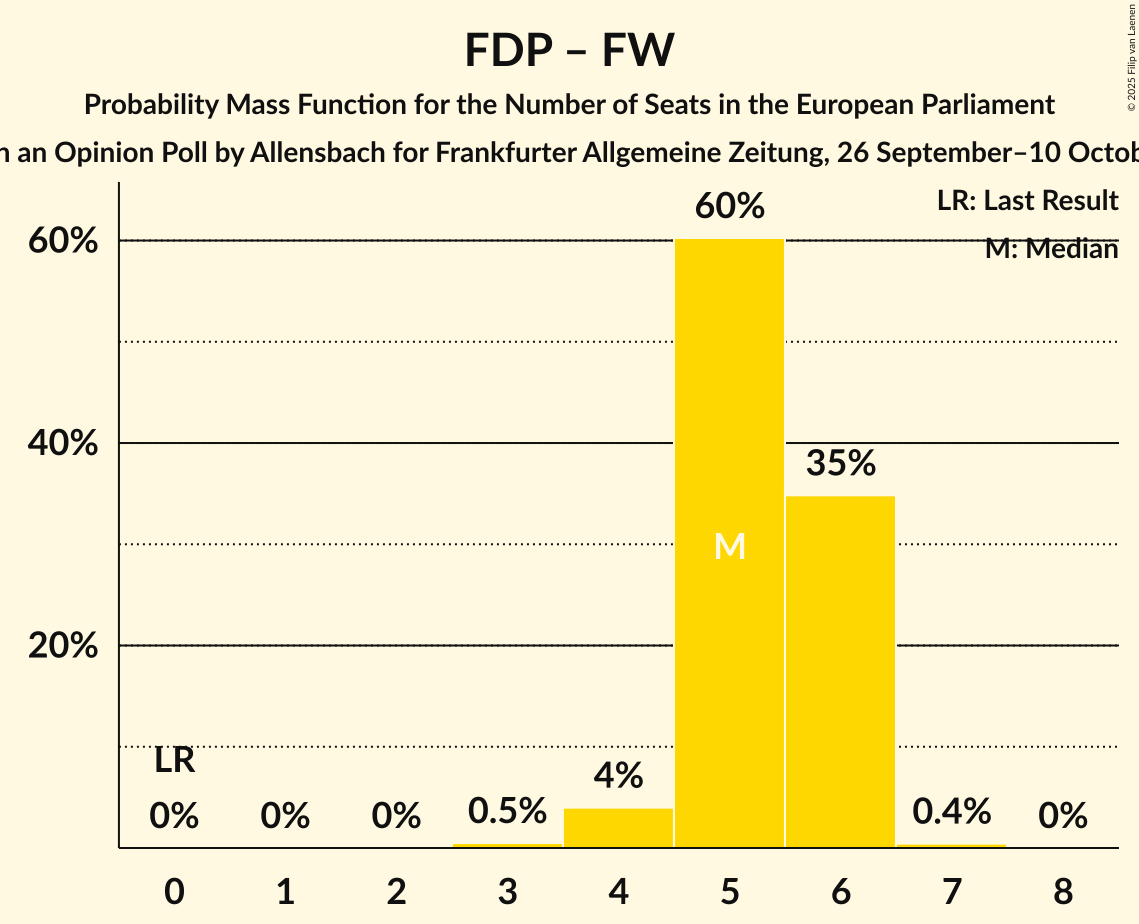 FDP – FW
Probability Mass Function for the Number of Seats in the European Parliament
an Opinion Poll by Allensbach for Frankfurter Allgemeine Zeitung, 26 September–10
© 2025 Filip van Laenen
LR: Last Result
M: Median
60%
40%
20%
LR
0%
0%
0%
0.5%
4%
60%
M
35%
0.4%
0%
0 1 2 3 4 5 6 7 8